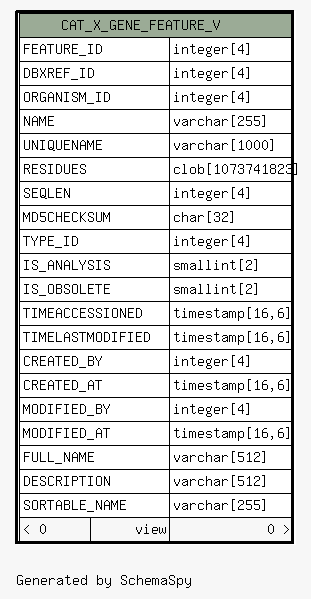 CAT_X_GENE_FEATURE_V
FEATURE_ID integer[4]
DBXREF_ID integer[4]
ORGANISM_ID integer[4]
NAME varchar[255]
UNIQUENAME varchar[1000]
RESIDUES clob[1073741823]
SEQLEN integer[4]
MD5CHECKSUM char[32]
TYPE_ID integer[4]
IS_ANALYSIS smallint[2]
IS_OBSOLETE smallint[2]
TIMEACCESSIONED timestamp[16,6]
TIMELASTMODIFIED timestamp[16,6]
CREATED_BY integer[4]
CREATED_AT timestamp[16,6]
MODIFIED_BY integer[4]
MODIFIED_AT timestamp[16,6]
FULL_NAME varchar[512]
DESCRIPTION varchar[512]
SORTABLE_NAME varchar[255]
< 0 view 0 >
Generated by SchemaSpy